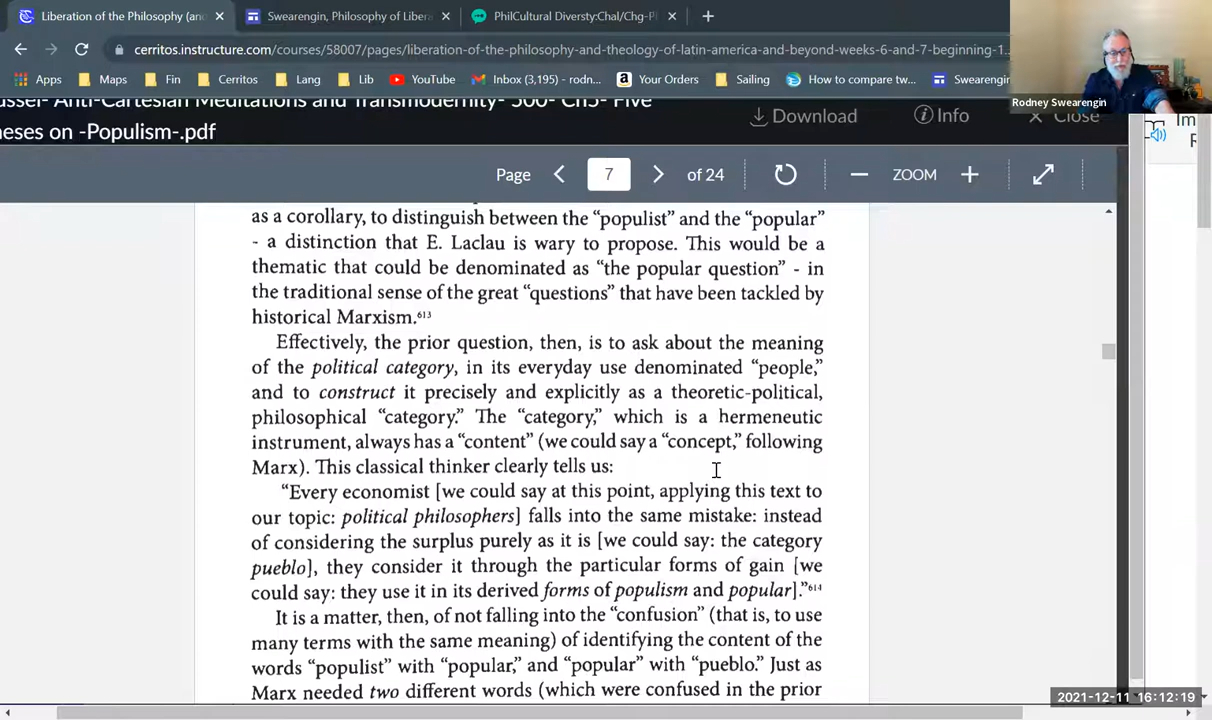 Liberation of the Philosophy (an
Swearengin, Philosophy of Libera
PhilCultural Diversty:Chal/Chg-P
cerritos.instructure.com/courses/58007/pages/liberation-of-the-philosophy-and-theology-of-latin-america-and-beyond-weeks-6-and-7-beginning-1...
Apps Maps Fin Cerritos Lang Lib YouTube Inbox (3,195) - rodn... Your Orders Sailing How to compare tw... Swearengin
Rodney Swearengin
ussel- Anti-Cartesian Meditations and Transmodernity- 300- Ch5- Five
heses on -Populism-.pdf
Download Info Close
Im
R
Page 7 of 24 ZOOM
as a corollary, to distinguish between the “populist” and the “popular”
- a distinction that E. Laclau is wary to propose. This would be a
thematic that could be denominated as “the popular question” - in
the traditional sense of the great “questions” that have been tackled by
historical Marxism.⁶¹³
Effectively, the prior question, then, is to ask about the meaning
of the political category, in its everyday use denominated “people,”
and to construct it precisely and explicitly as a theoretic-political,
philosophical “category.” The “category,” which is a hermeneutic
instrument, always has a “content” (we could say a “concept,” following
Marx). This classical thinker clearly tells us:
“Every economist [we could say at this point, applying this text to
our topic: political philosophers] falls into the same mistake: instead
of considering the surplus purely as it is [we could say: the category
pueblo], they consider it through the particular forms of gain [we
could say: they use it in its derived forms of populism and popular].”⁶¹⁴
It is a matter, then, of not falling into the “confusion” (that is, to use
many terms with the same meaning) of identifying the content of the
words “populist” with “popular,” and “popular” with “pueblo.” Just as
Marx needed two different words (which were confused in the prior
2021-12-11 16:12:19